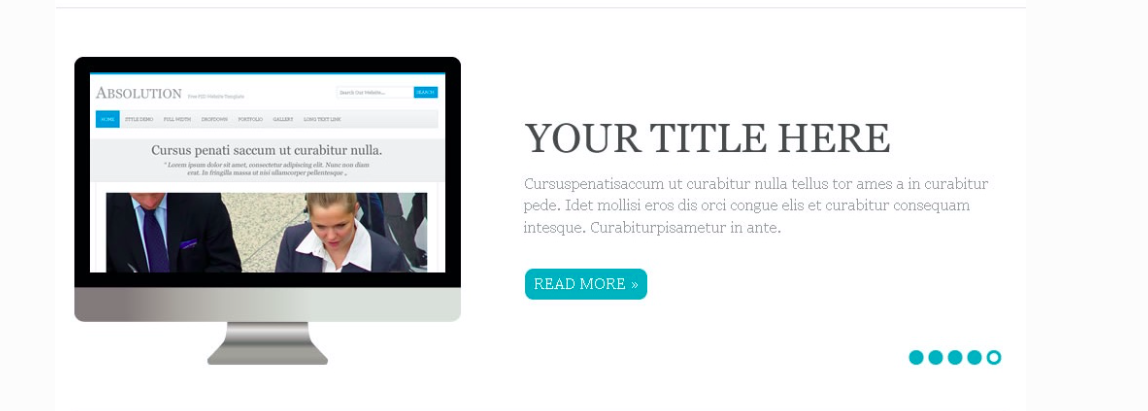 ABSOLUTION Free PSD Website Template
Search Our Website... SEARCH
HOME STYLE DEMO FULL WIDTH DROPDOWN PORTFOLIO GALLERY LONG TEXT LINE
Cursus penati saccum ut curabitur nulla.
“ Lorem ipsum dolor sit amet, consectetur adipiscing elit. Nunc non diam
erat. In fringilla massa ut nisi ullamcorper pellentesque „
YOUR TITLE HERE
Cursuspenatisaccum ut curabitur nulla tellus tor ames a in curabitur
pede. Idet mollisi eros dis orci congue elis et curabitur consequam
intesque. Curabiturpisametur in ante.
READ MORE »